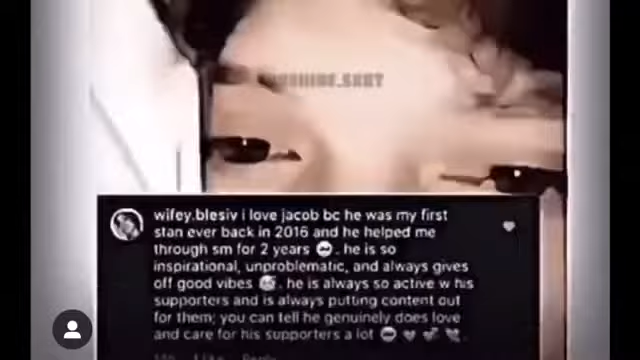 wifey.blesiv i love jacob bc he was my first
stan ever back in 2016 and he helped me
through sm for 2 years 😁. he is so
inspirational, unproblematic, and always gives
off good vibes 🥰. he is always so active w his
supporters and is always putting content out
for them; you can tell he genuinely does love
and care for his supporters a lot
Like Reply